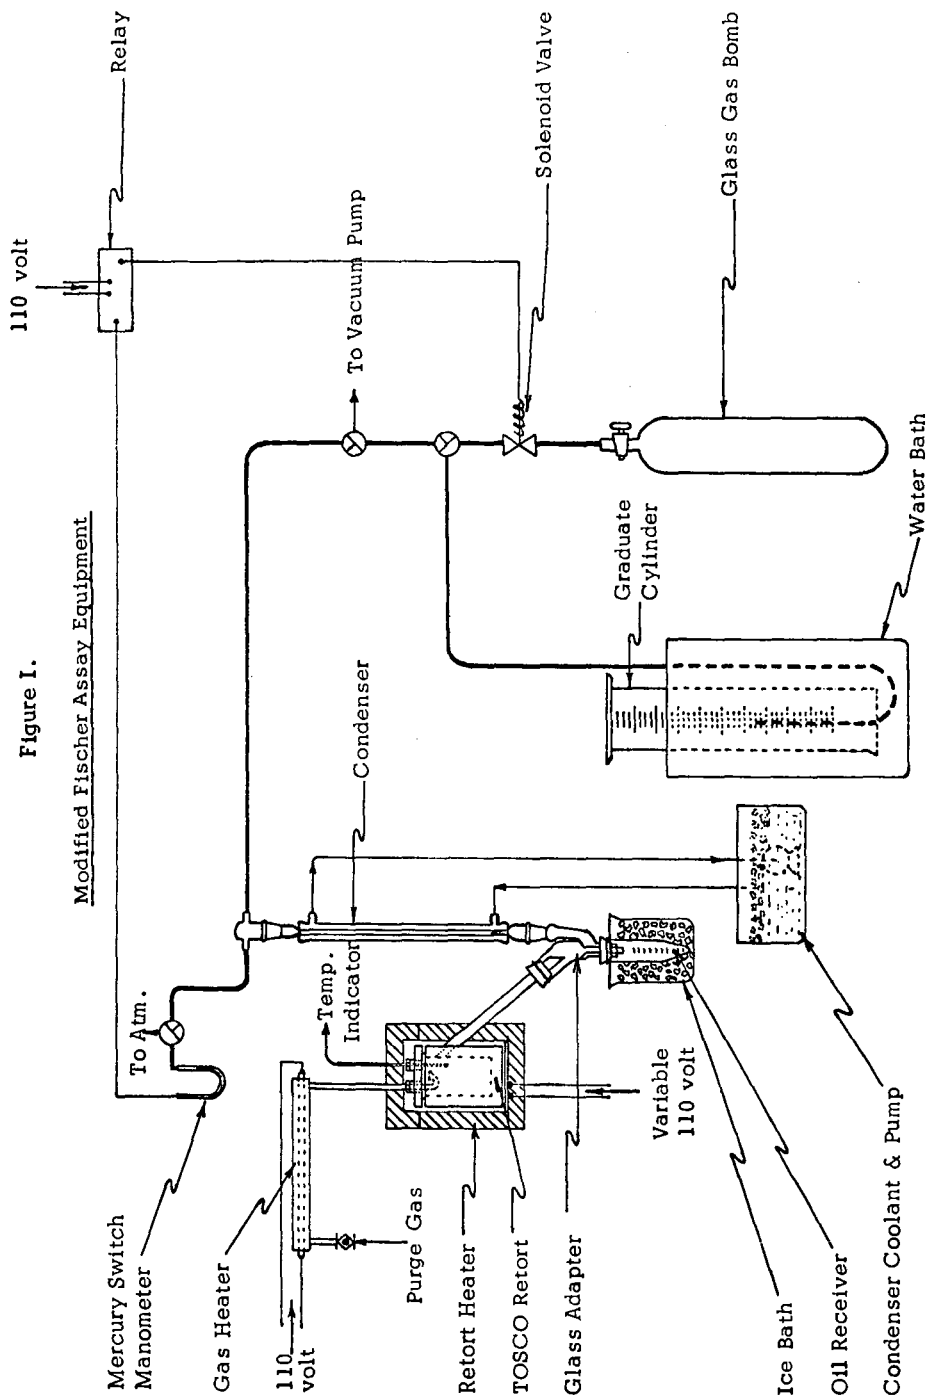 Figure I.
Modified Fischer Assay Equipment
110 volt
Relay
To Vacuum Pump
Solenoid Valve
Glass Gas Bomb
Graduate
Cylinder
Water Bath
Condenser
Temp.
Indicator
To Atm.
Mercury Switch
Manometer
Gas Heater
110
volt
Purge Gas
Retort Heater
TOSCO Retort
Glass Adapter
Variable
110 volt
Ice Bath
Oil Receiver
Condenser Coolant & Pump